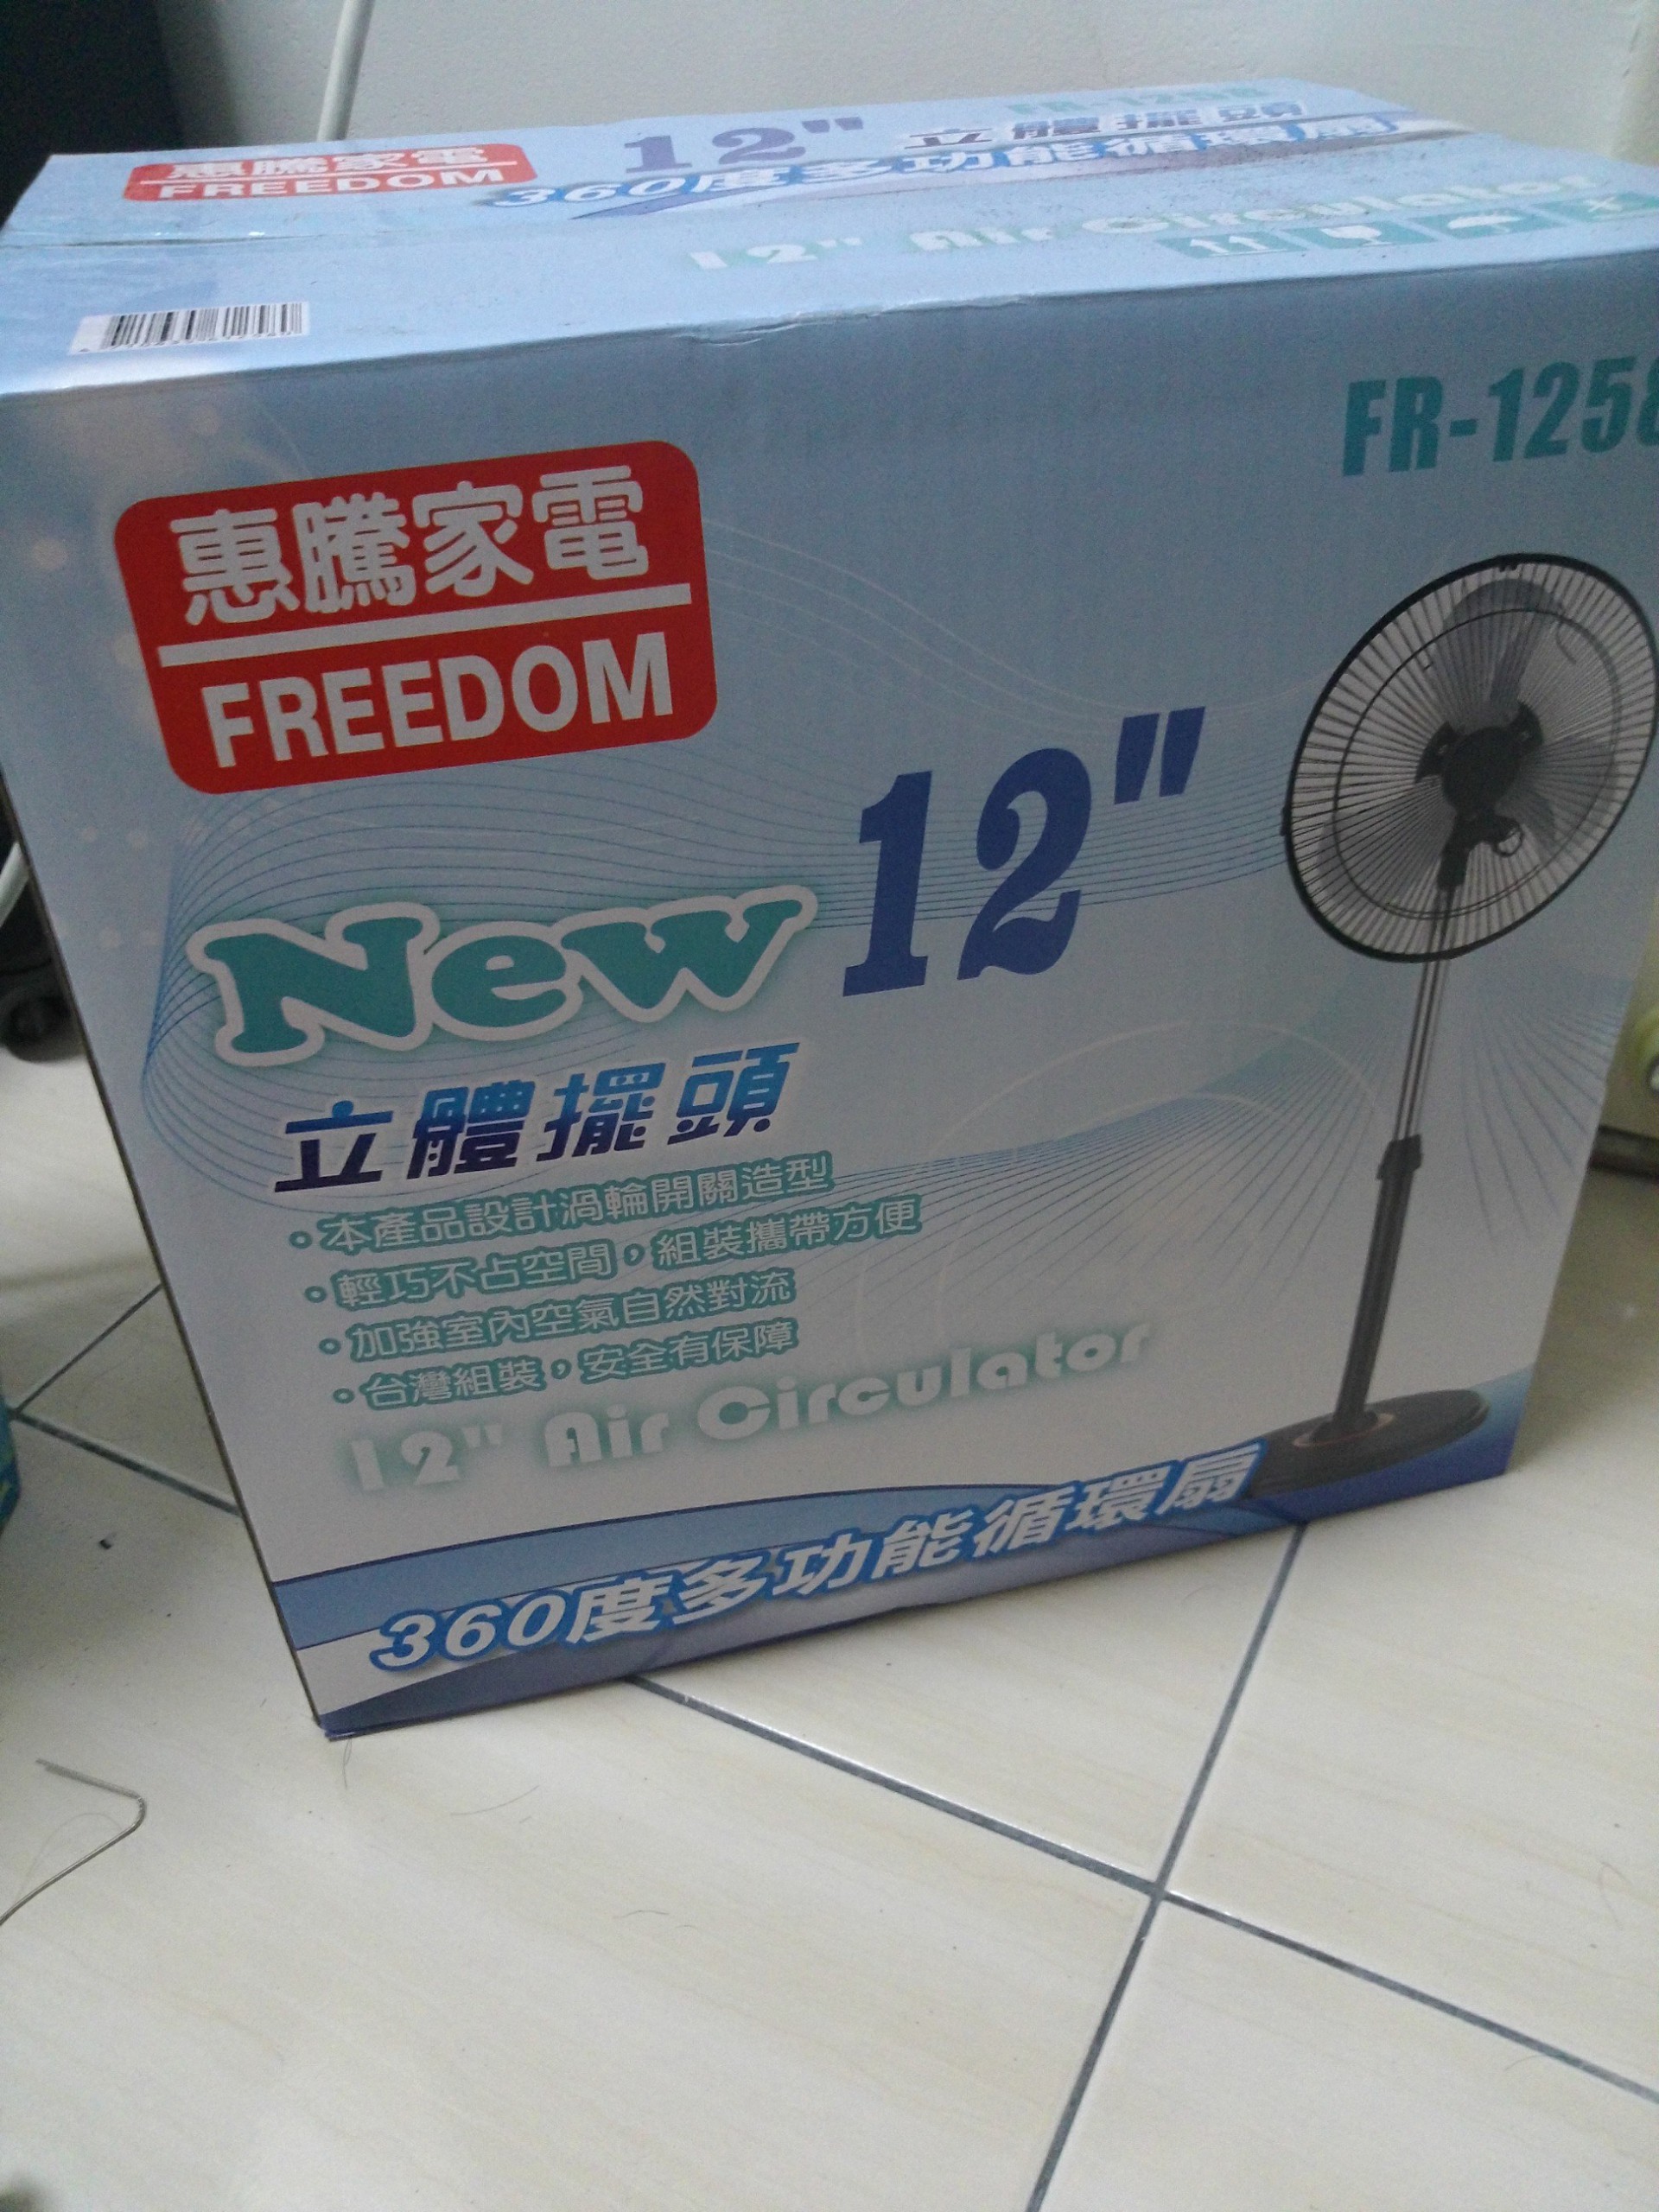 惠騰家電
FREEDOM
12"
立體擺頭
360度多功能循環扇
12" Air Circulator
FR-1258
惠騰家電
FREEDOM
New 12"
立體擺頭
・本產品設計渦輪開關造型
・輕巧不占空間，組裝攜帶方便
・加強室內空氣自然對流
・台灣組裝，安全有保障
12" Air Circulator
360度多功能循環扇